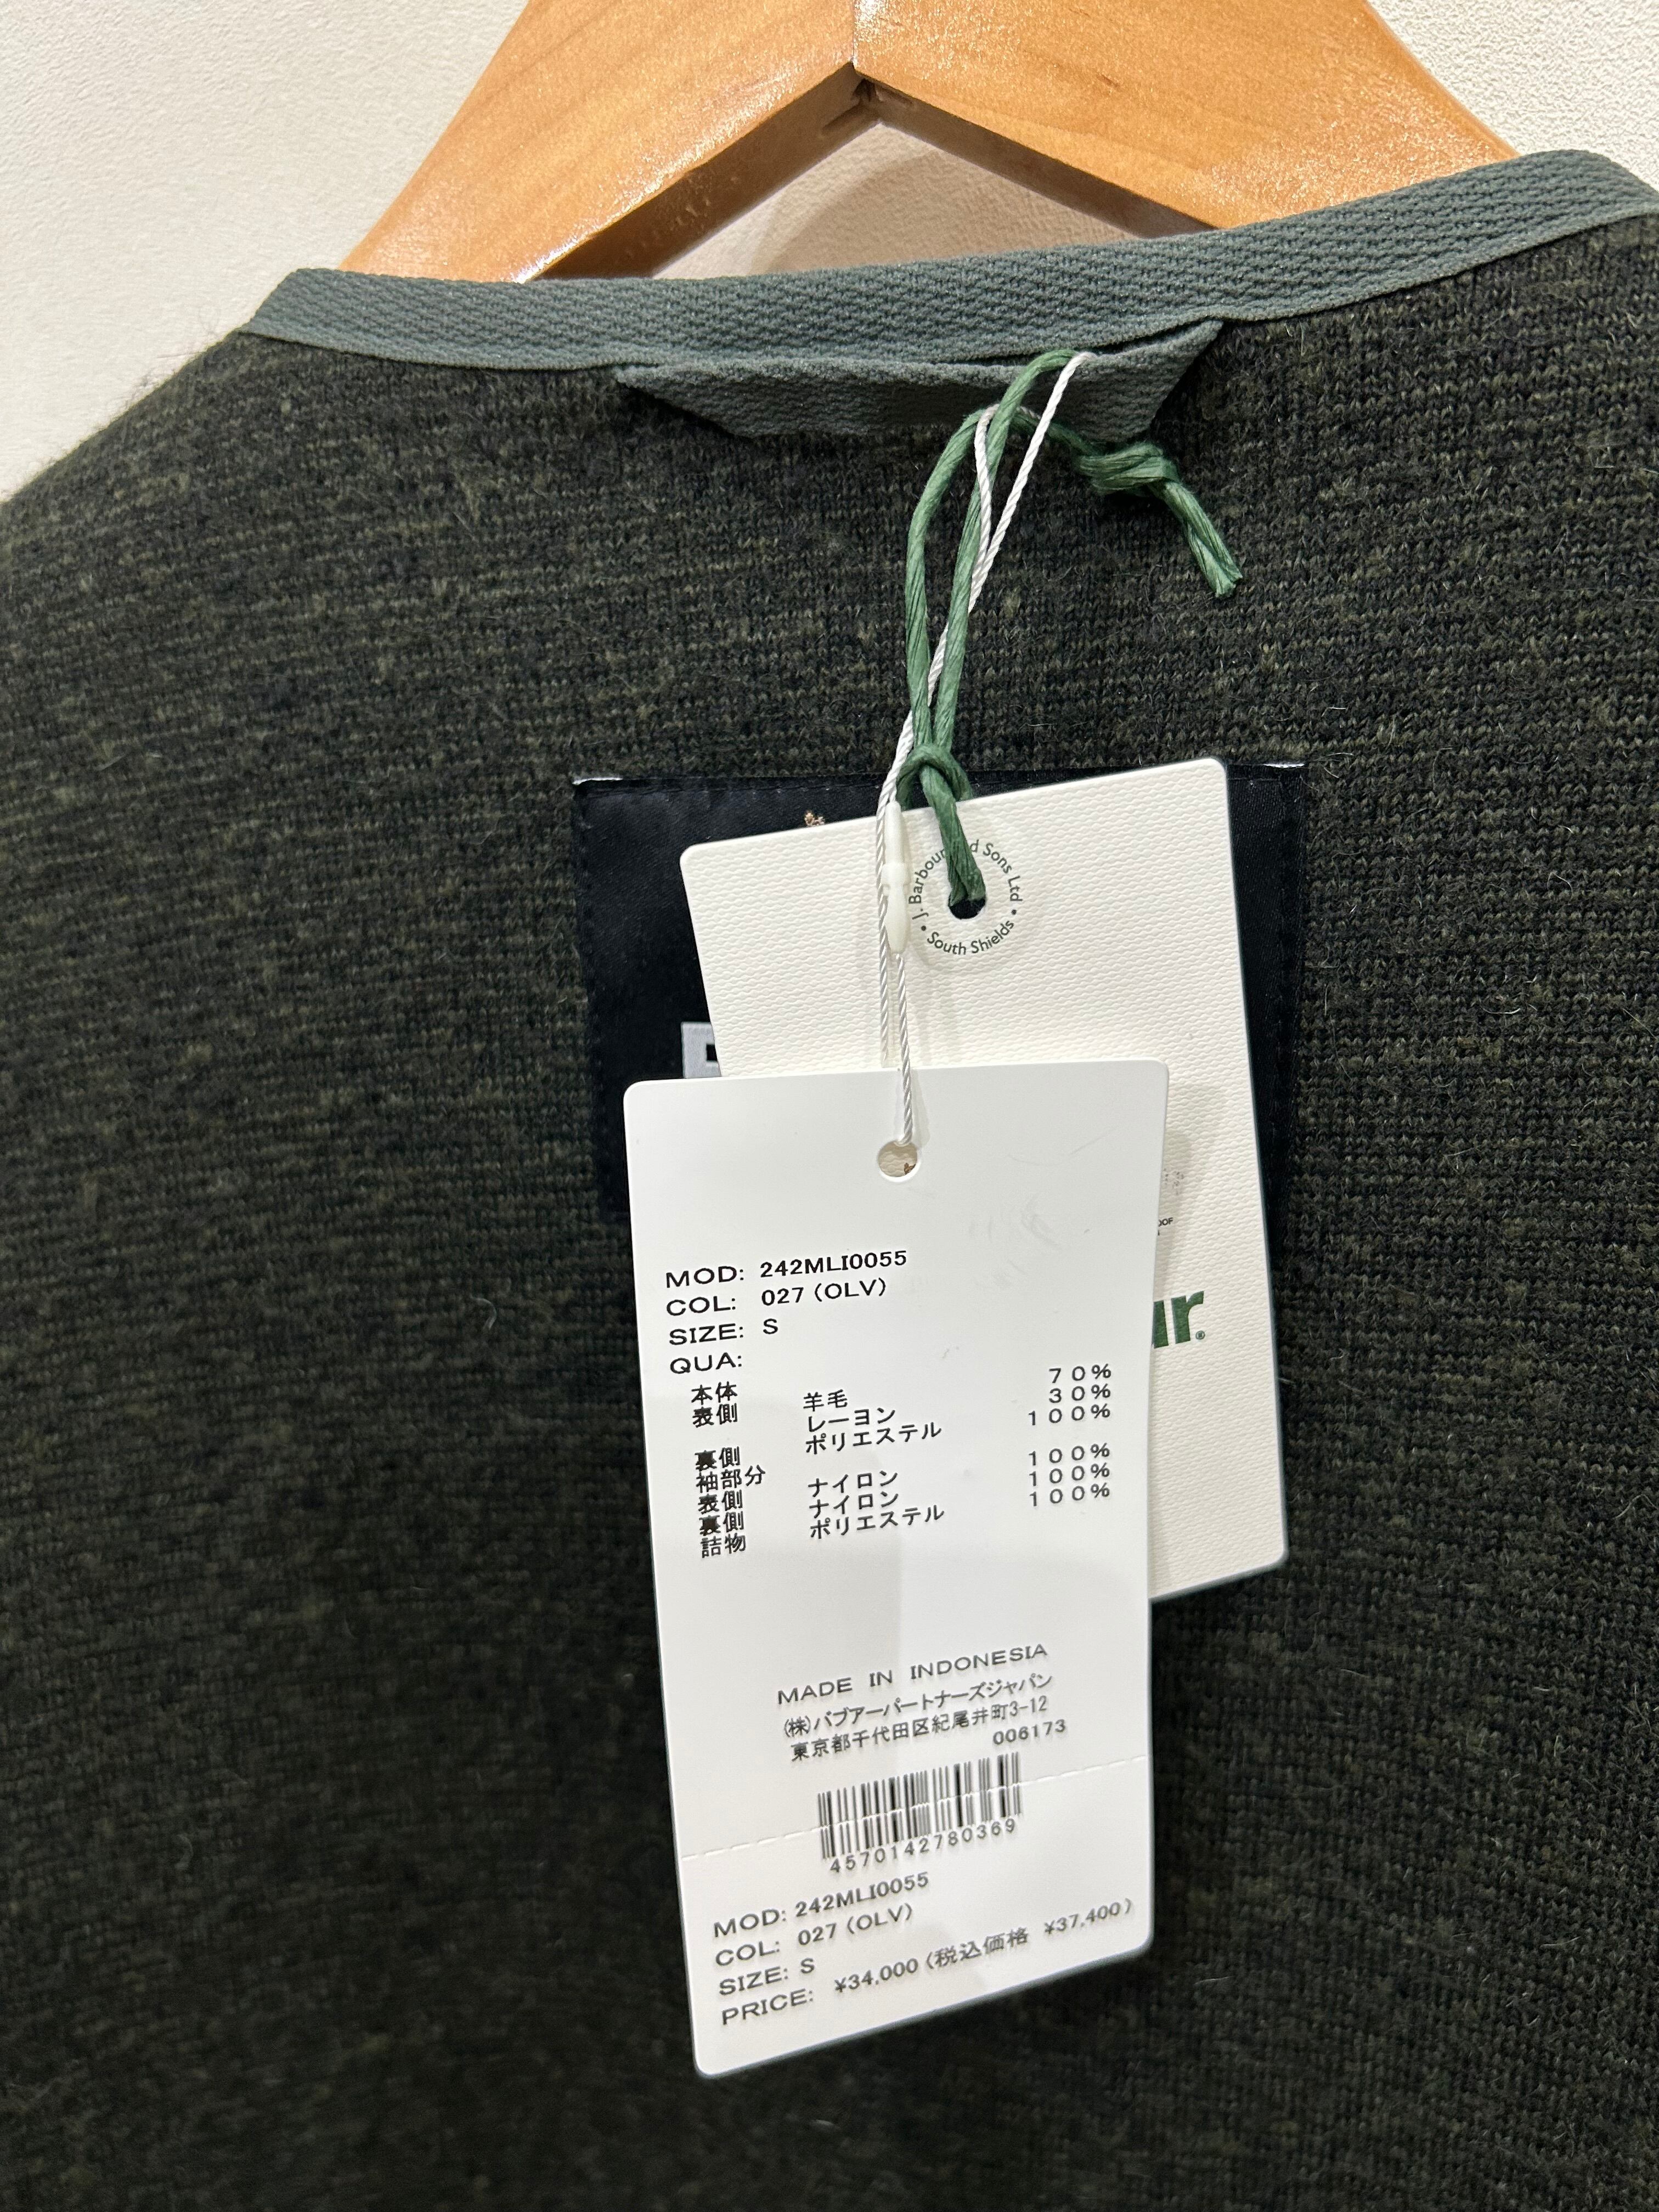 J. Barbour and Sons Ltd
• South Shields •
OOF
ur®
MOD: 242MLI0055
COL: 027 (OLV)
SIZE: S
QUA:
本体
表側 羊毛 70%
レーヨン 30%
裏側 ポリエステル 100%
袖部分
表側 ナイロン 100%
裏側 ナイロン 100%
詰物 ポリエステル 100%
MADE IN INDONESIA
(株)バブアーパートナーズジャパン
東京都千代田区紀尾井町3-12
006173
4570142780369
MOD: 242MLI0055
COL: 027 (OLV)
SIZE: S
PRICE: ¥34,000 (税込価格 ¥37,400)